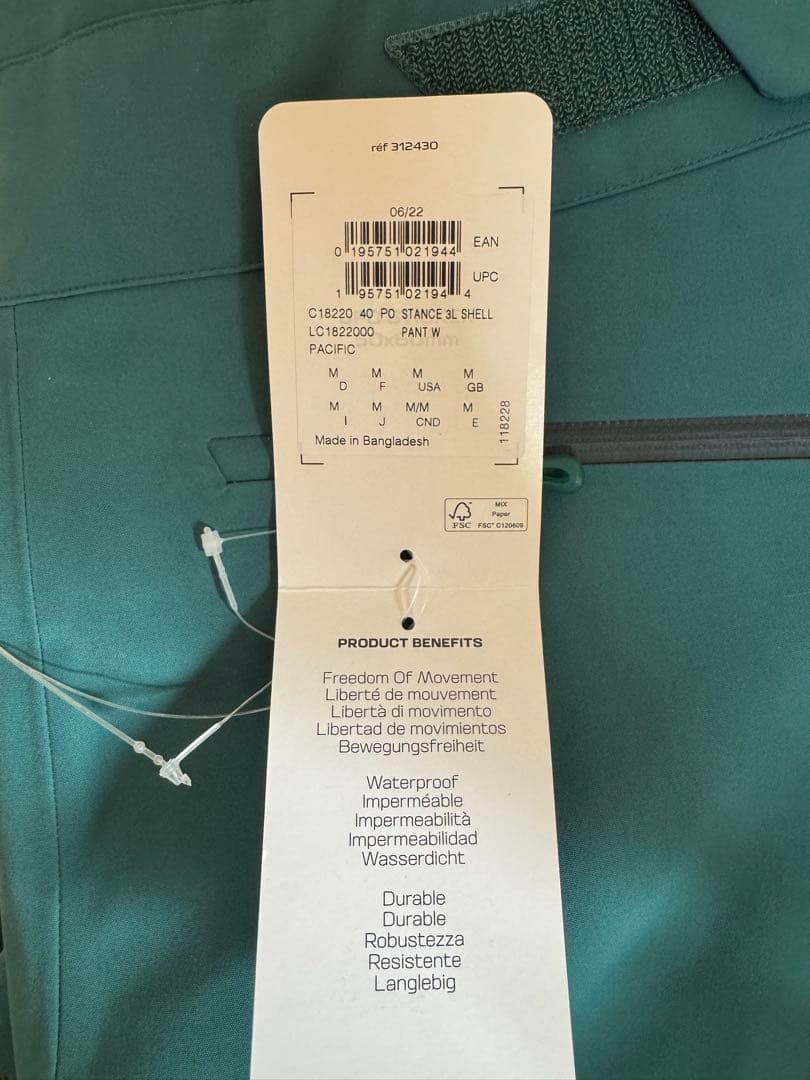 réf 312430
06/22
0 195751 021944 EAN
1 95751 02194 4 UPC
C18220 40 PO STANCE 3L SHELL
LC1822000 PANT W
PACIFIC
M M M M
D F USA GB
M M M/M M
I J CND E
118228
Made in Bangladesh
MIX
Paper
FSC FSC™ C120609
PRODUCT BENEFITS
Freedom Of Movement
Liberté de mouvement
Libertà di movimento
Libertad de movimientos
Bewegungsfreiheit
Waterproof
Imperméable
Impermeabilità
Impermeabilidad
Wasserdicht
Durable
Durable
Robustezza
Resistente
Langlebig